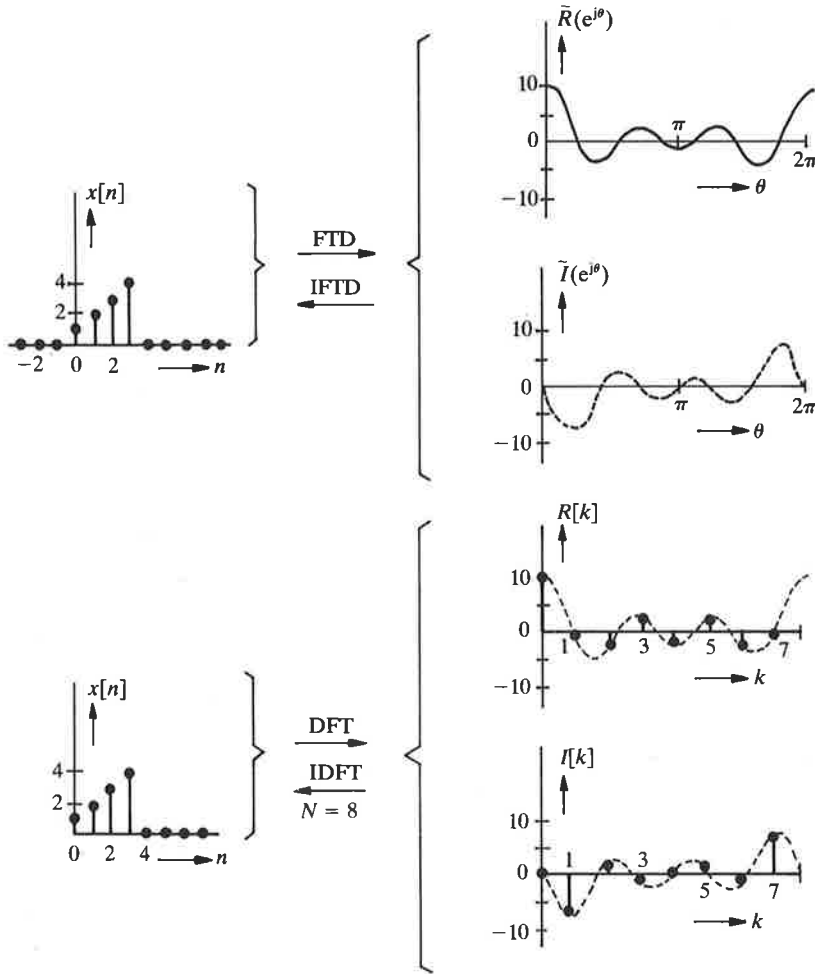 R̃(e^jθ)
10
0
−10
π
2π
θ
x[n]
4
2
−2 0 2 n
FTD
IFTD
Ĩ(e^jθ)
10
0
−10
π
2π
θ
R[k]
10
0
−10
1 3 5 7
k
x[n]
4
2
0 2 4 n
DFT
IDFT
N = 8
I[k]
10
0
−10
1 3 5 7
k